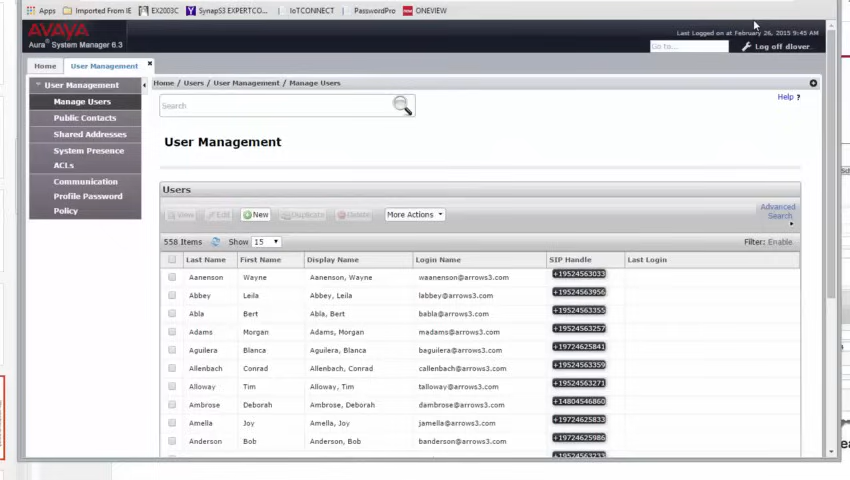 Apps Imported From IE EX2003C SynapS3 EXPERTCO... IoTCONNECT PasswordPro ONEVIEW
AVAYA
Aura® System Manager 6.3
Last Logged on at February 26, 2015 9:45 AM
Go to... Log off dlover
Home User Management
User Management
Manage Users
Public Contacts
Shared Addresses
System Presence
ACLs
Communication
Profile Password
Policy
Home / Users / User Management / Manage Users
Help ?
Search
User Management
Users
View Edit New Duplicate Delete More Actions
Advanced
Search
558 Items Show 15 Filter: Enable
Last Name First Name Display Name Login Name SIP Handle Last Login
Aanenson Wayne Aanenson, Wayne waanenson@arrows3.com +19524563033
Abbey Leila Abbey, Leila labbey@arrows3.com +19524563956
Abla Bert Abla, Bert babla@arrows3.com +19524563355
Adams Morgan Adams, Morgan madams@arrows3.com +19524563257
Aguilera Blanca Aguilera, Blanca baguilera@arrows3.com +19724625841
Allenbach Conrad Allenbach, Conrad callenbach@arrows3.com +19524563359
Alloway Tim Alloway, Tim talloway@arrows3.com +19524563271
Ambrose Deborah Ambrose, Deborah dambrose@arrows3.com +14804546860
Amella Joy Amella, Joy jamella@arrows3.com +19724625833
Anderson Bob Anderson, Bob banderson@arrows3.com +19724625986